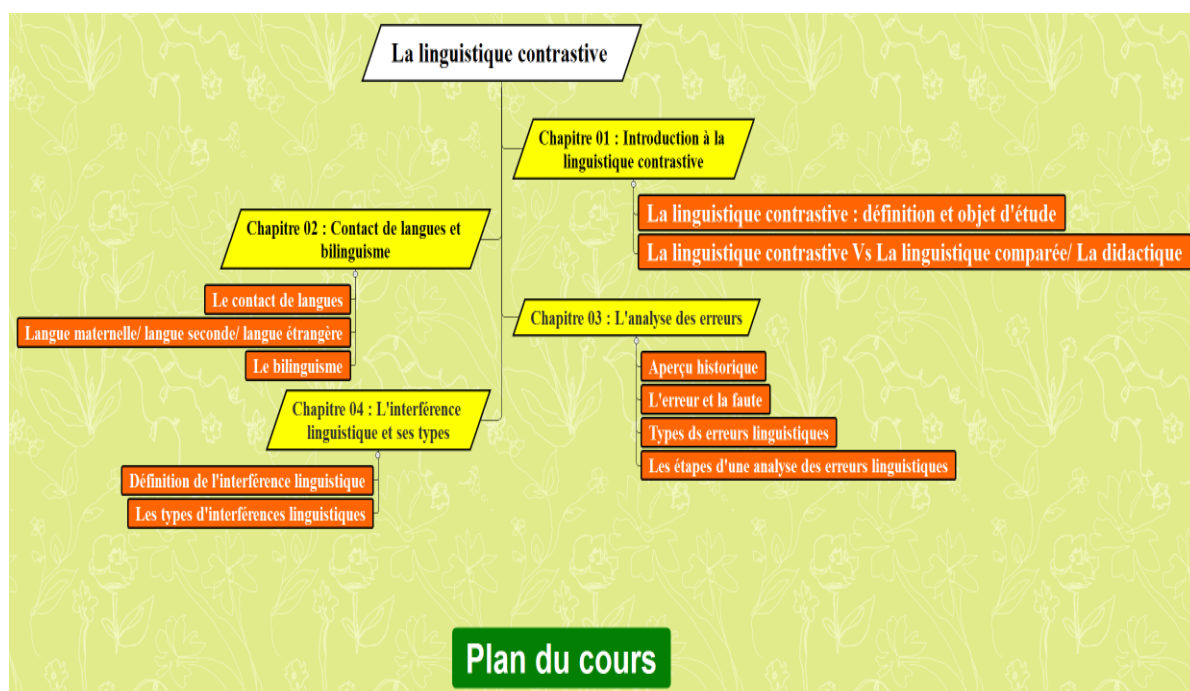 La linguistique contrastive
Chapitre 01 : Introduction à la
linguistique contrastive
La linguistique contrastive : définition et objet d'étude
La linguistique contrastive Vs La linguistique comparée/ La didactique
Chapitre 02 : Contact de langues et
bilinguisme
Le contact de langues
Langue maternelle/ langue seconde/ langue étrangère
Le bilinguisme
Chapitre 03 : L'analyse des erreurs
Aperçu historique
L'erreur et la faute
Types ds erreurs linguistiques
Les étapes d'une analyse des erreurs linguistiques
Chapitre 04 : L'interférence
linguistique et ses types
Définition de l'interférence linguistique
Les types d'interférences linguistiques
Plan du cours